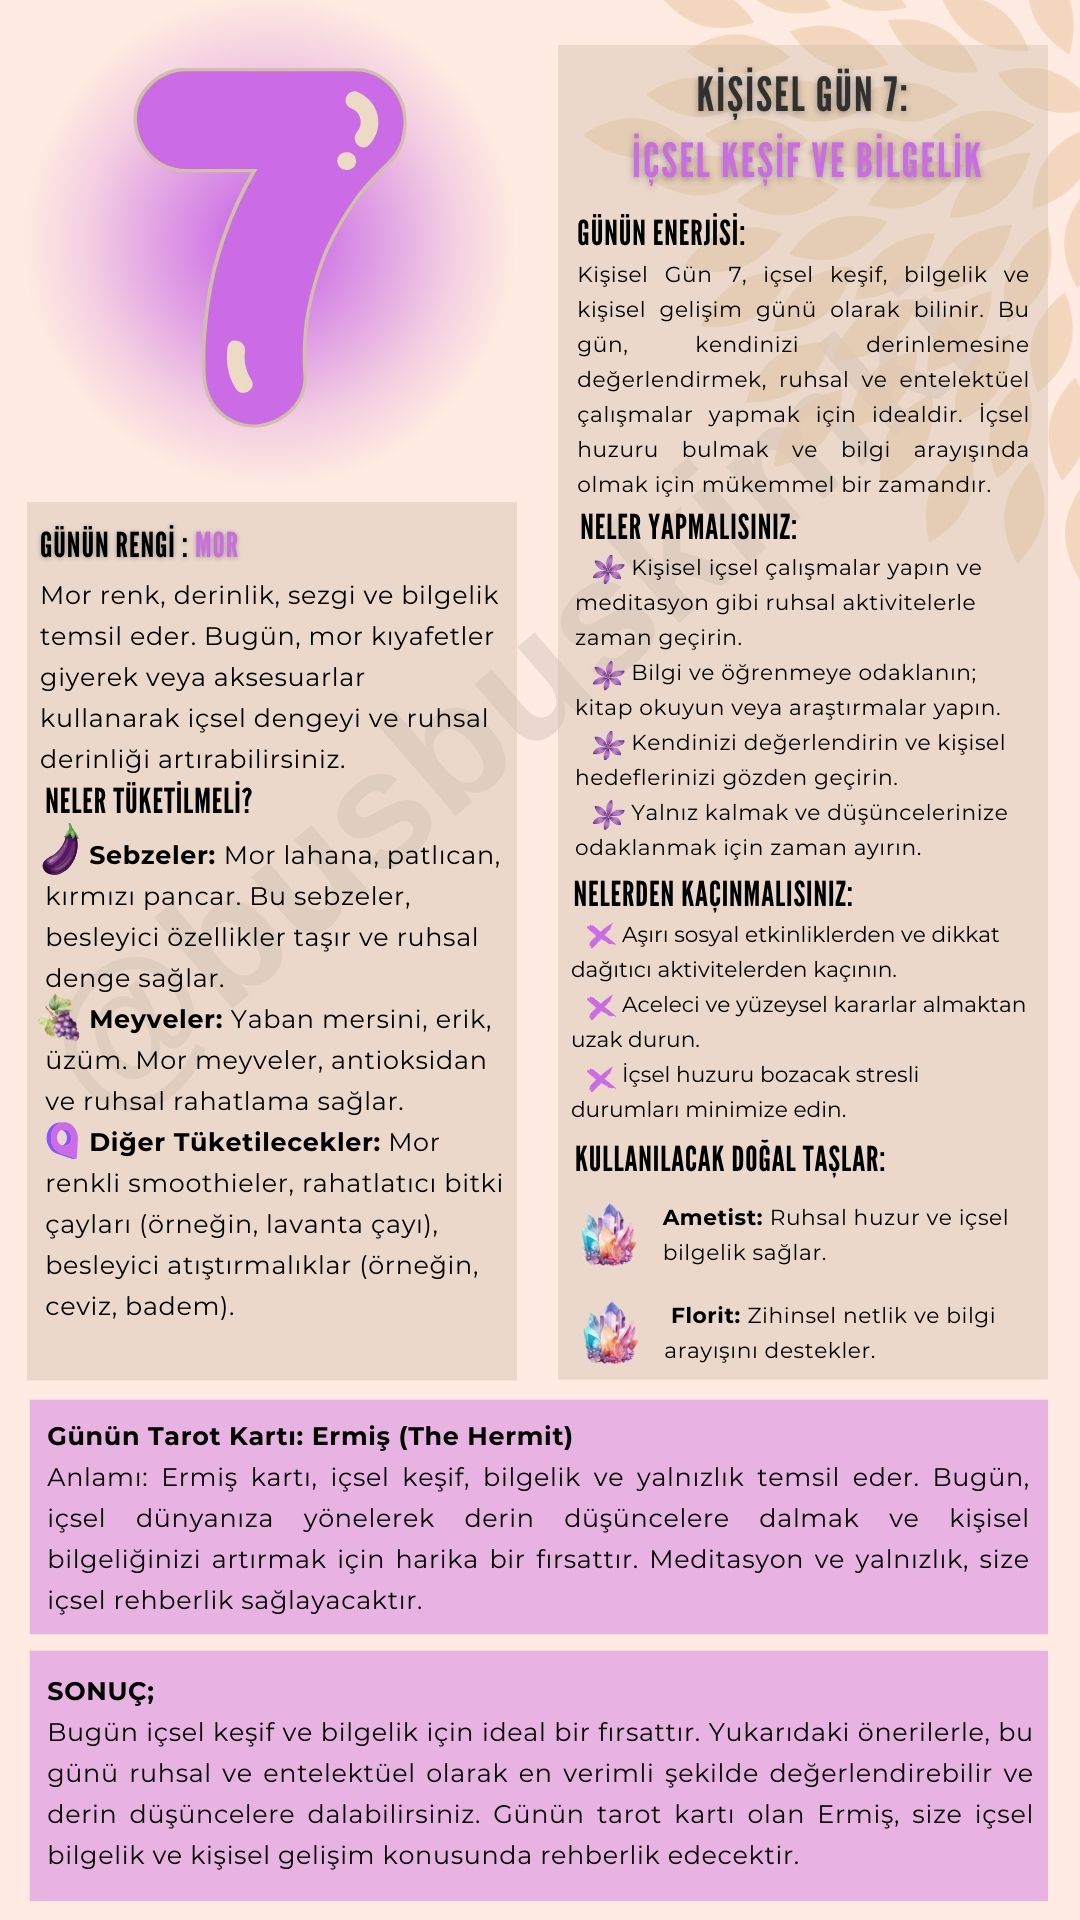 7
KİŞİSEL GÜN 7:
İÇSEL KEŞİF VE BİLGELİK
GÜNÜN ENERJİSİ:
Kişisel Gün 7, içsel keşif, bilgelik ve
kişisel gelişim günü olarak bilinir. Bu
gün, kendinizi derinlemesine
değerlendirmek, ruhsal ve entelektüel
çalışmalar yapmak için idealdir. İçsel
huzuru bulmak ve bilgi arayışında
olmak için mükemmel bir zamandır.
NELER YAPMALISINIZ:
Kişisel içsel çalışmalar yapın ve
meditasyon gibi ruhsal aktivitelerle
zaman geçirin.
Bilgi ve öğrenmeye odaklanın;
kitap okuyun veya araştırmalar yapın.
Kendinizi değerlendirin ve kişisel
hedeflerinizi gözden geçirin.
Yalnız kalmak ve düşüncelerinize
odaklanmak için zaman ayırın.
NELERDEN KAÇINMALISINIZ:
Aşırı sosyal etkinliklerden ve dikkat
dağıtıcı aktivitelerden kaçının.
Aceleci ve yüzeysel kararlar almaktan
uzak durun.
İçsel huzuru bozacak stresli
durumları minimize edin.
KULLANILACAK DOĞAL TAŞLAR:
Ametist: Ruhsal huzur ve içsel
bilgelik sağlar.
Florit: Zihinsel netlik ve bilgi
arayışını destekler.
GÜNÜN RENGİ : MOR
Mor renk, derinlik, sezgi ve bilgelik
temsil eder. Bugün, mor kıyafetler
giyerek veya aksesuarlar
kullanarak içsel dengeyi ve ruhsal
derinliği artırabilirsiniz.
NELER TÜKETİLMELİ?
Sebzeler: Mor lahana, patlıcan,
kırmızı pancar. Bu sebzeler,
besleyici özellikler taşır ve ruhsal
denge sağlar.
Meyveler: Yaban mersini, erik,
üzüm. Mor meyveler, antioksidan
ve ruhsal rahatlama sağlar.
Diğer Tüketilecekler: Mor
renkli smoothieler, rahatlatıcı bitki
çayları (örneğin, lavanta çayı),
besleyici atıştırmalıklar (örneğin,
ceviz, badem).
Günün Tarot Kartı: Ermiş (The Hermit)
Anlamı: Ermiş kartı, içsel keşif, bilgelik ve yalnızlık temsil eder. Bugün,
içsel dünyanıza yönelerek derin düşüncelere dalmak ve kişisel
bilgeliğinizi artırmak için harika bir fırsattır. Meditasyon ve yalnızlık, size
içsel rehberlik sağlayacaktır.
SONUÇ;
Bugün içsel keşif ve bilgelik için ideal bir fırsattır. Yukarıdaki önerilerle, bu
günü ruhsal ve entelektüel olarak en verimli şekilde değerlendirebilir ve
derin düşüncelere dalabilirsiniz. Günün tarot kartı olan Ermiş, size içsel
bilgelik ve kişisel gelişim konusunda rehberlik edecektir.